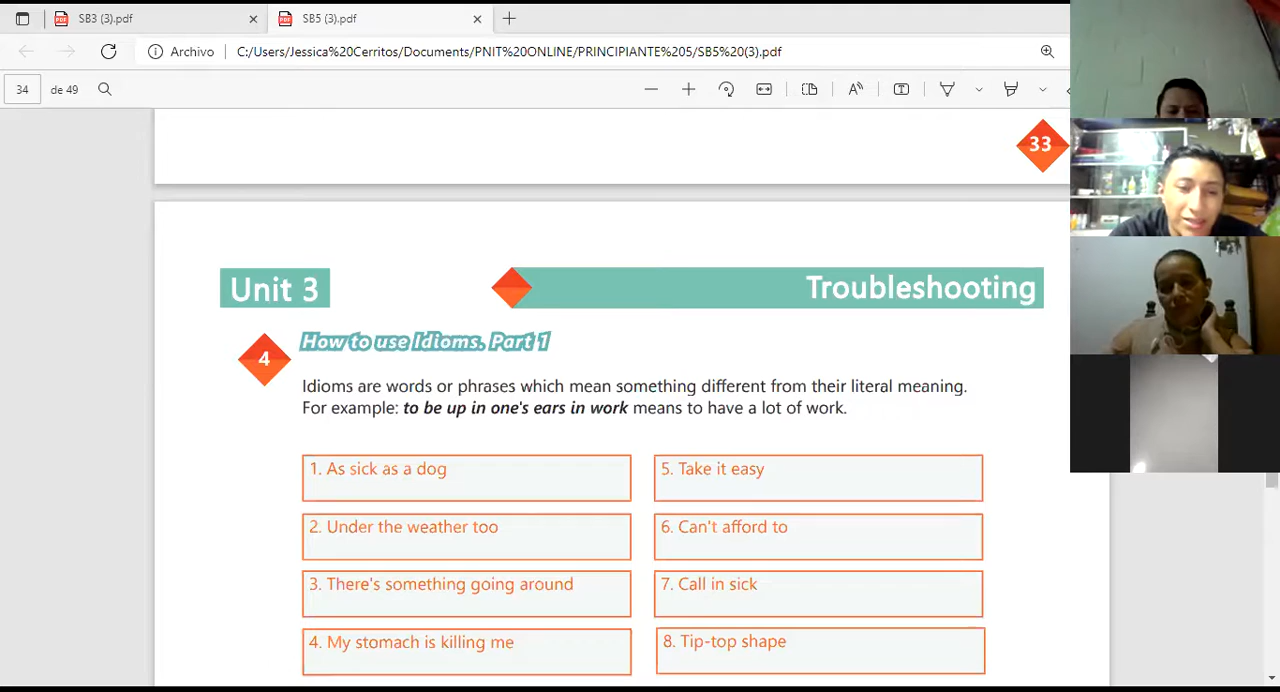 SB3 (3).pdf
SB5 (3).pdf
Archivo
C:/Users/Jessica%20Cerritos/Documents/PNIT%20ONLINE/PRINCIPIANTE%205/SB5%20(3).pdf
34
de 49
33
Unit 3
Troubleshooting
4
How to use Idioms. Part 1
Idioms are words or phrases which mean something different from their literal meaning.
For example: to be up in one's ears in work means to have a lot of work.
1. As sick as a dog
2. Under the weather too
3. There's something going around
4. My stomach is killing me
5. Take it easy
6. Can't afford to
7. Call in sick
8. Tip-top shape